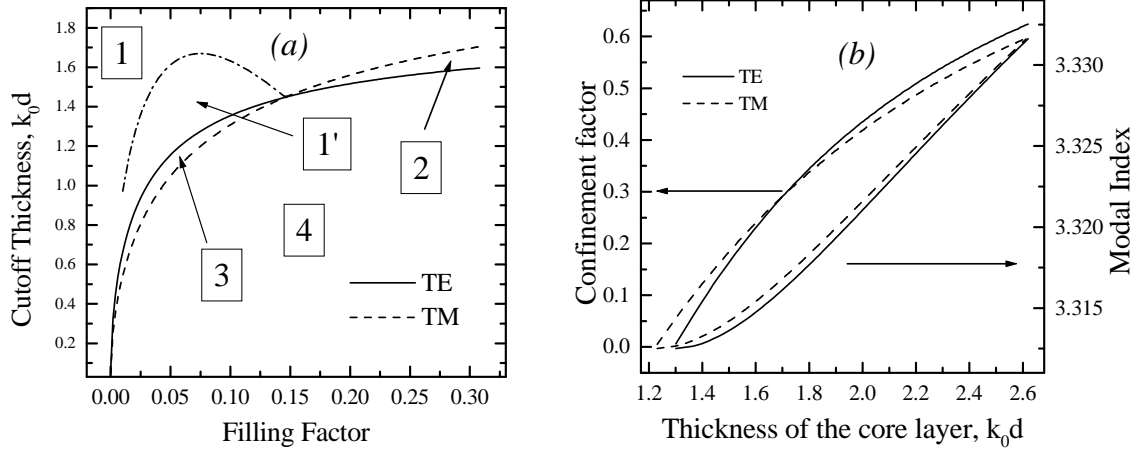 (a)
1
1'
2
3
4
TE
TM
1.8
1.6
1.4
1.2
1.0
0.8
0.6
0.4
0.2
Cutoff Thickness, k0d
0.00 0.05 0.10 0.15 0.20 0.25 0.30
Filling Factor
(b)
TE
TM
0.6
0.5
0.4
0.3
0.2
0.1
0.0
Confinement factor
3.330
3.325
3.320
3.315
Modal Index
1.2 1.4 1.6 1.8 2.0 2.2 2.4 2.6
Thickness of the core layer, k0d